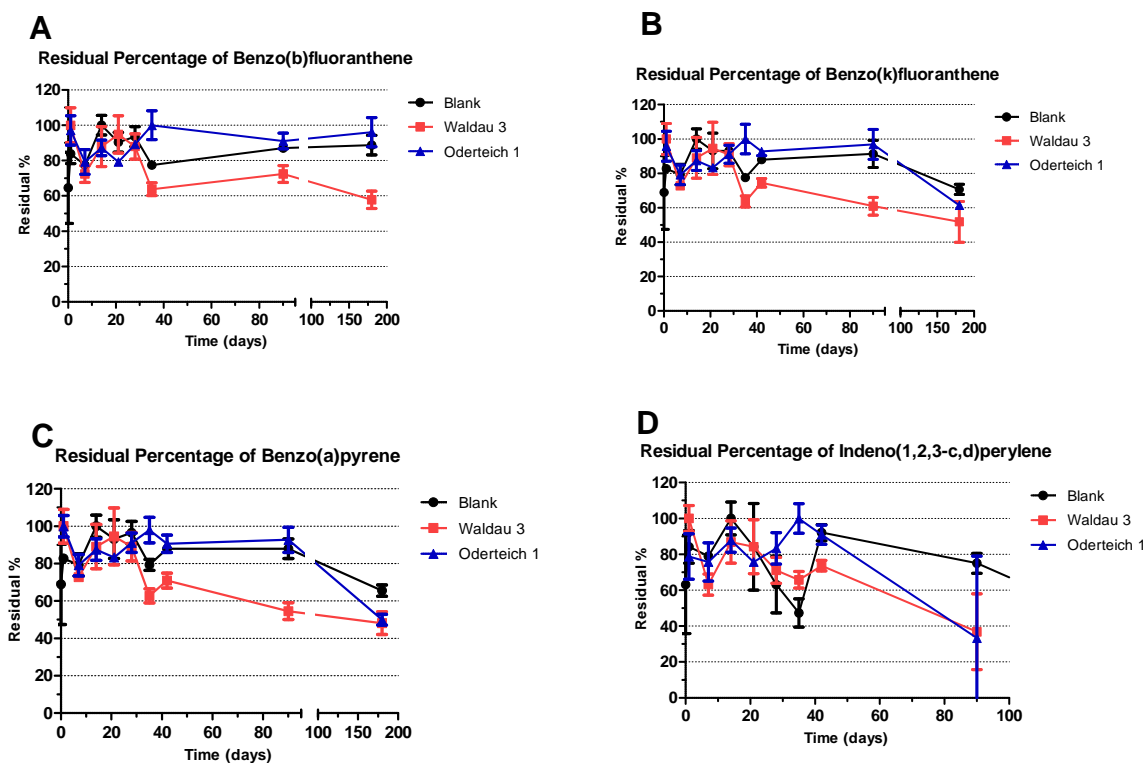 A
Residual Percentage of Benzo(b)fluoranthene
120
100
80
60
40
20
0
Residual %
0 20 40 60 80 100 150 200
Time (days)
Blank
Waldau 3
Oderteich 1
B
Residual Percentage of Benzo(k)fluoranthene
120
100
80
60
40
20
0
Residual %
0 20 40 60 80 100 150 200
Time (days)
Blank
Waldau 3
Oderteich 1
C
Residual Percentage of Benzo(a)pyrene
120
100
80
60
40
20
0
Residual %
0 20 40 60 80 100 150 200
Time (days)
Blank
Waldau 3
Oderteich 1
D
Residual Percentage of Indeno(1,2,3-c,d)perylene
120
100
80
60
40
20
0
Residual %
0 20 40 60 80 100
Time (days)
Blank
Waldau 3
Oderteich 1